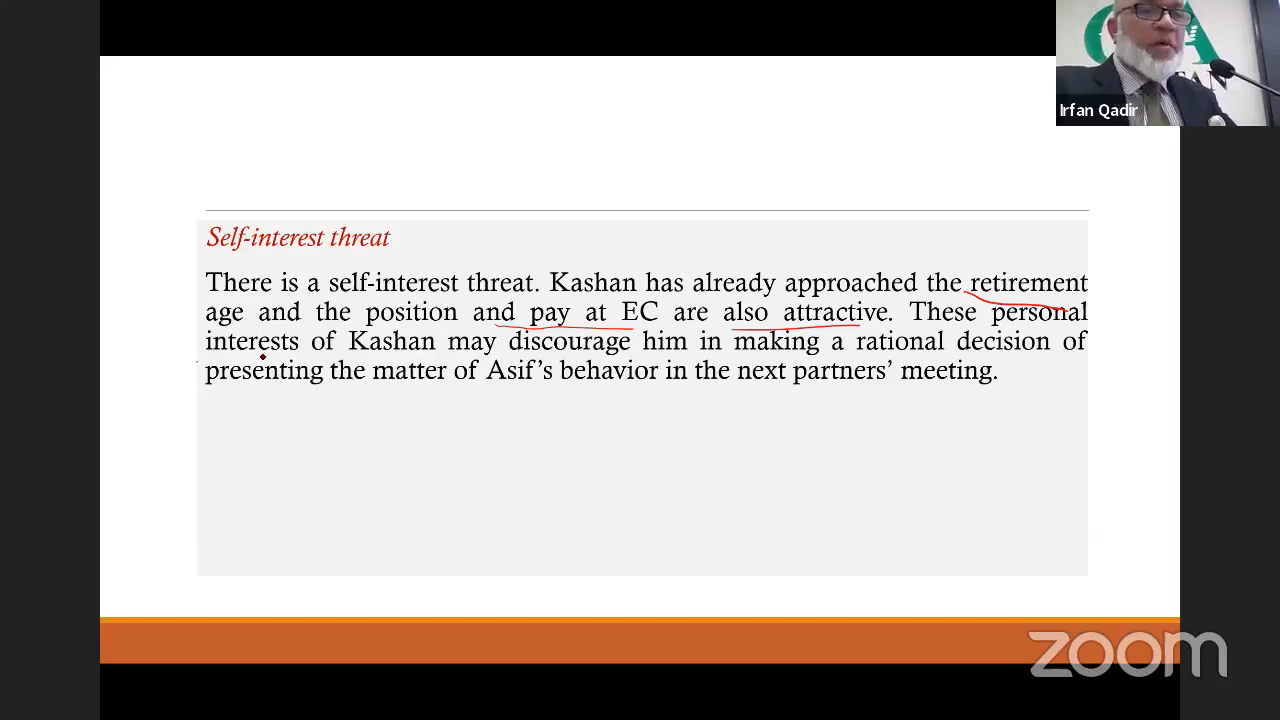 Irfan Qadir
Self-interest threat
There is a self-interest threat. Kashan has already approached the retirement
age and the position and pay at EC are also attractive. These personal
interests of Kashan may discourage him in making a rational decision of
presenting the matter of Asif's behavior in the next partners' meeting.
zoom